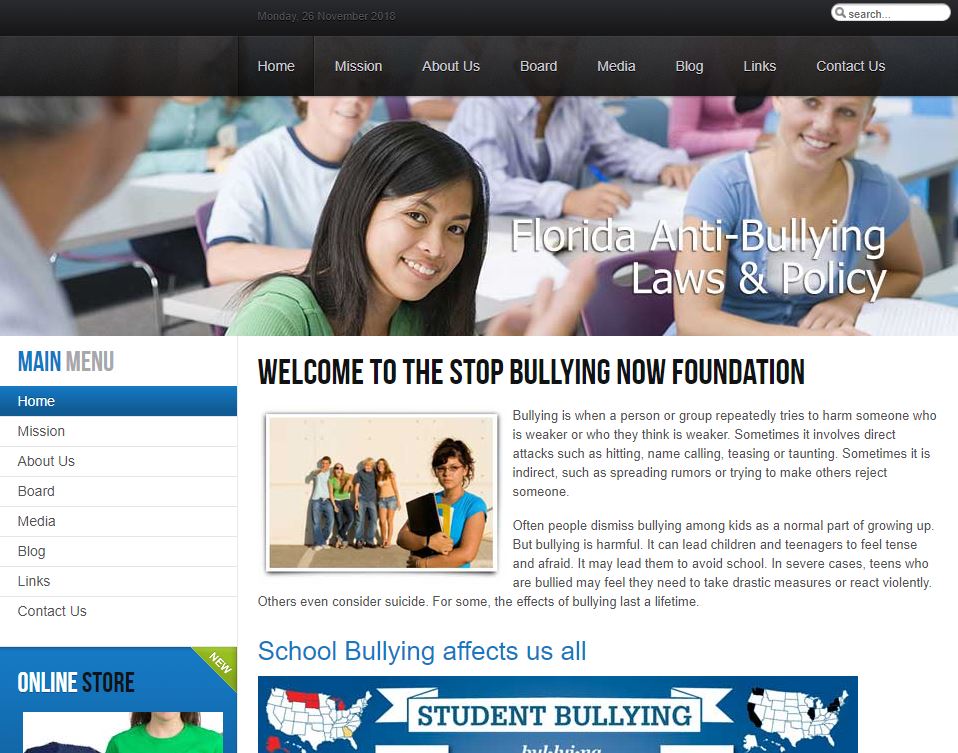 Monday, 26 November 2018
search...
Home
Mission
About Us
Board
Media
Blog
Links
Contact Us
Florida Anti-Bullying
Laws & Policy
MAIN MENU
Home
Mission
About Us
Board
Media
Blog
Links
Contact Us
NEW
ONLINE STORE
WELCOME TO THE STOP BULLYING NOW FOUNDATION
Bullying is when a person or group repeatedly tries to harm someone who
is weaker or who they think is weaker. Sometimes it involves direct
attacks such as hitting, name calling, teasing or taunting. Sometimes it is
indirect, such as spreading rumors or trying to make others reject
someone.
Often people dismiss bullying among kids as a normal part of growing up.
But bullying is harmful. It can lead children and teenagers to feel tense
and afraid. It may lead them to avoid school. In severe cases, teens who
are bullied may feel they need to take drastic measures or react violently.
Others even consider suicide. For some, the effects of bullying last a lifetime.
School Bullying affects us all
STUDENT BULLYING
bul·ly·ing